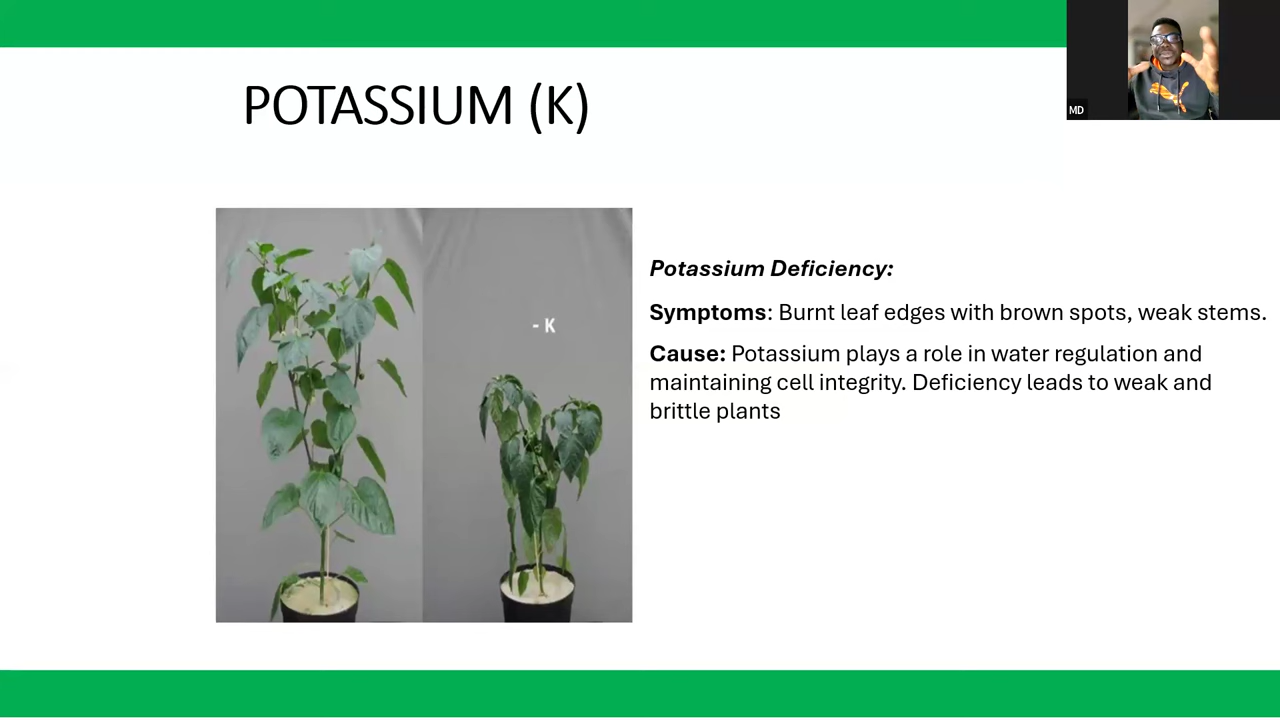 POTASSIUM (K)
MD
- K
Potassium Deficiency:
Symptoms: Burnt leaf edges with brown spots, weak stems.
Cause: Potassium plays a role in water regulation and
maintaining cell integrity. Deficiency leads to weak and
brittle plants